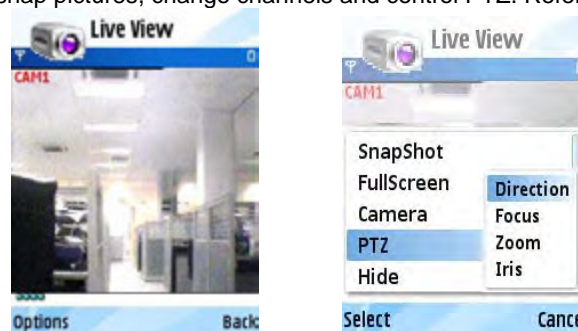 snap pictures, change channels and control PTZ. Refer
Live View
CAM1
Options
Back
Live View
CAM1
SnapShot
FullScreen
Camera
PTZ
Hide
Direction
Focus
Zoom
Iris
Select
Cance